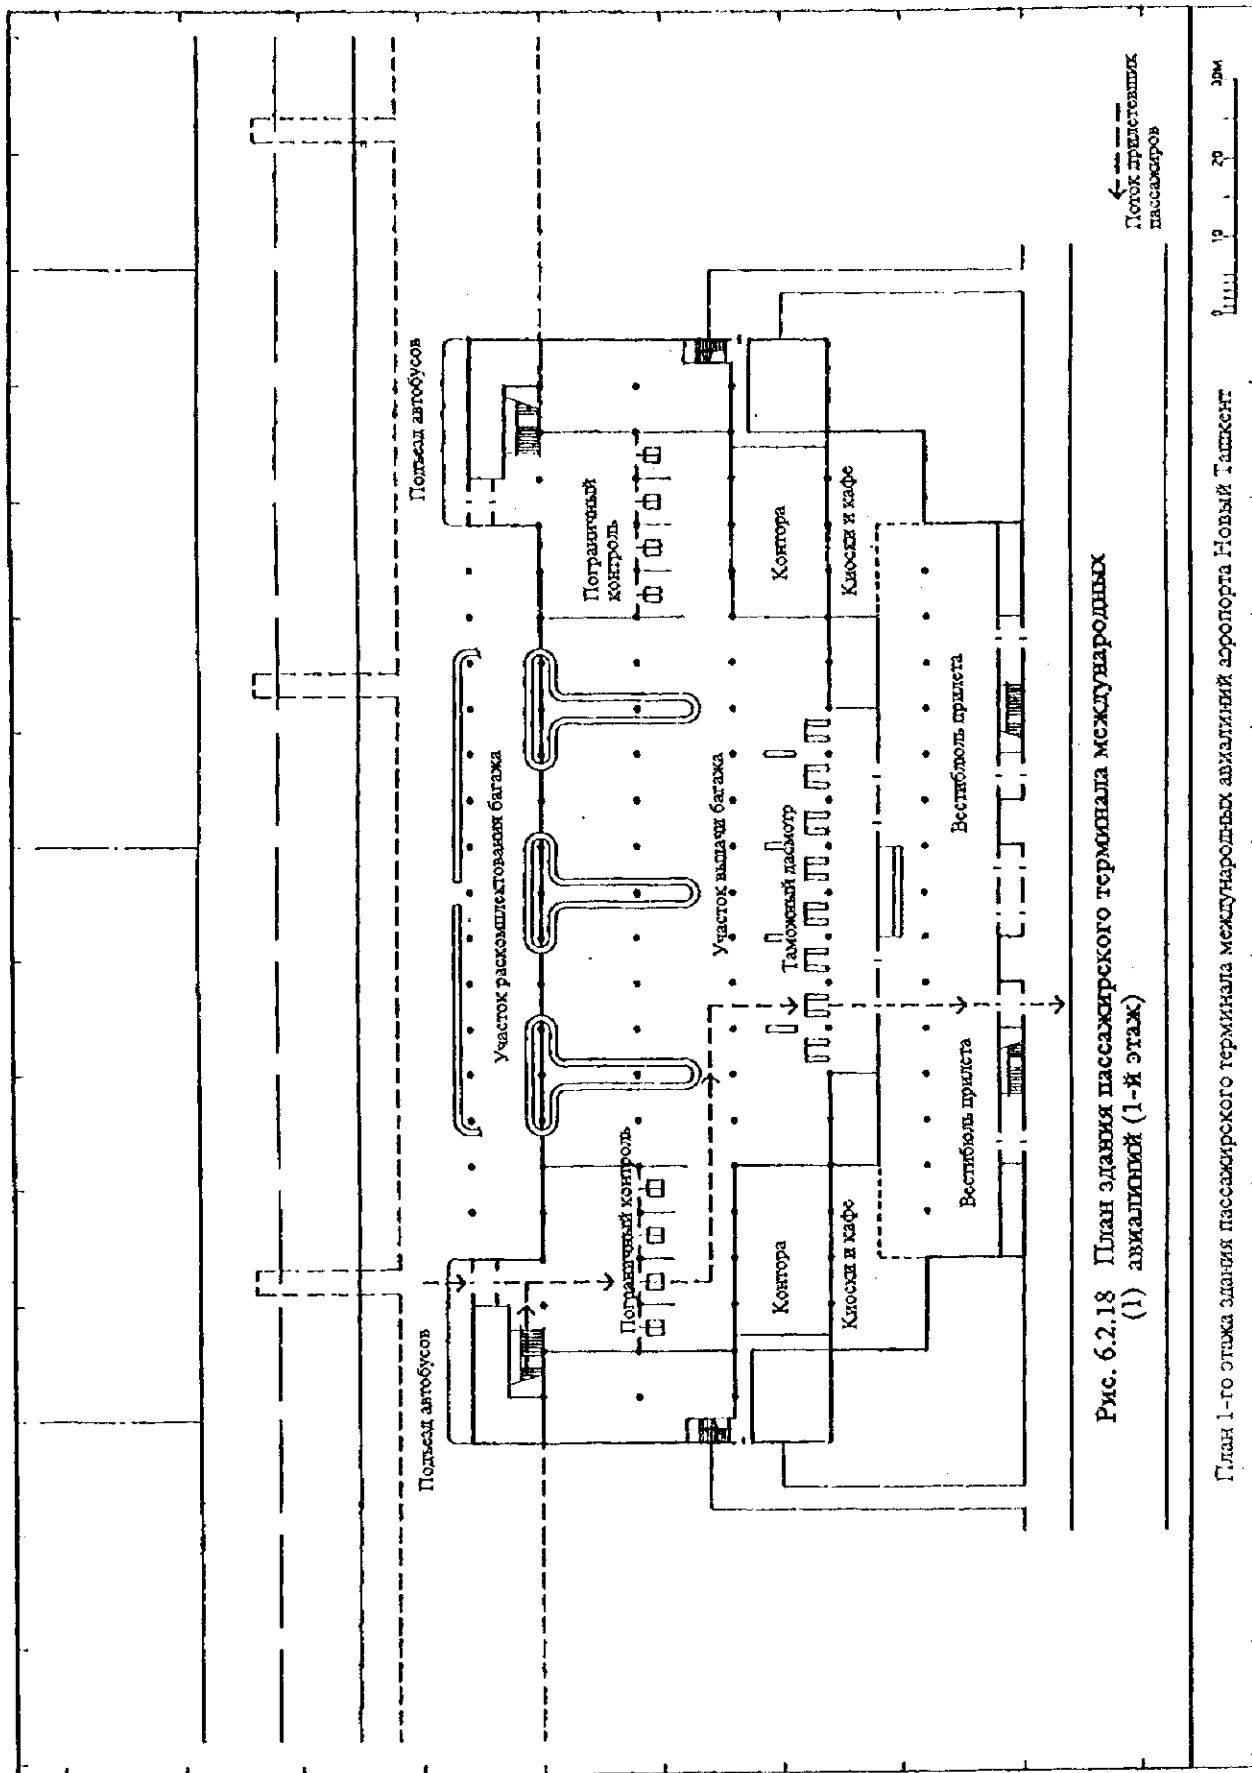 Подъезд автобусов
Подъезд автобусов
Участок раскомплектования багажа
Пограничный контроль
Пограничный
контроль
Участок выдачи багажа
Таможный дасмотр
Контора
Контора
Киоски и кафе
Киоски и кафе
Вестибюль прилета
Вестибюль прилета
Поток прилетевших
пассажиров
Рис. 6.2.18 План здания пассажирского терминала международных
(1) авиалиний (1-й этаж)
0 10 20 30м
План 1-го этажа здания пассажирского терминала международных авиалиний аэропорта Новый Ташкент